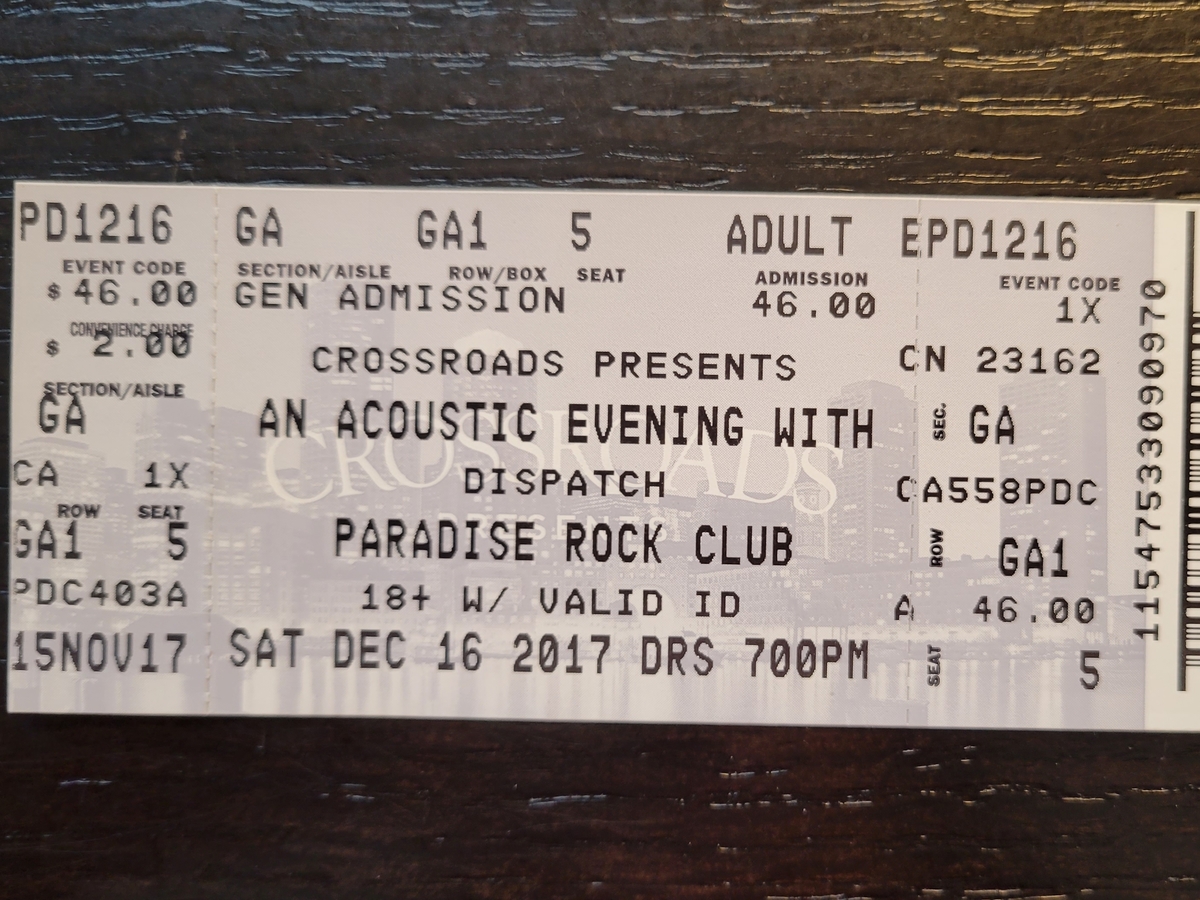 PD1216
EVENT CODE
$ 46.00
CONVENIENCE CHARGE
$ 2.00
SECTION/AISLE
GA
CA 1X
ROW SEAT
GA1 5
PDC403A
15NOV17
GA GA1 5 ADULT
SECTION/AISLE ROW/BOX SEAT ADMISSION
GEN ADMISSION 46.00
CROSSROADS PRESENTS
AN ACOUSTIC EVENING WITH
DISPATCH
PARADISE ROCK CLUB
18+ W/ VALID ID
SAT DEC 16 2017 DRS 700PM
CROSSROADS
PRESENTS
EPD1216
EVENT CODE
1X
CN 23162
SEC. GA
CA558PDC
ROW GA1
A 46.00
SEAT 5
1154753309090970